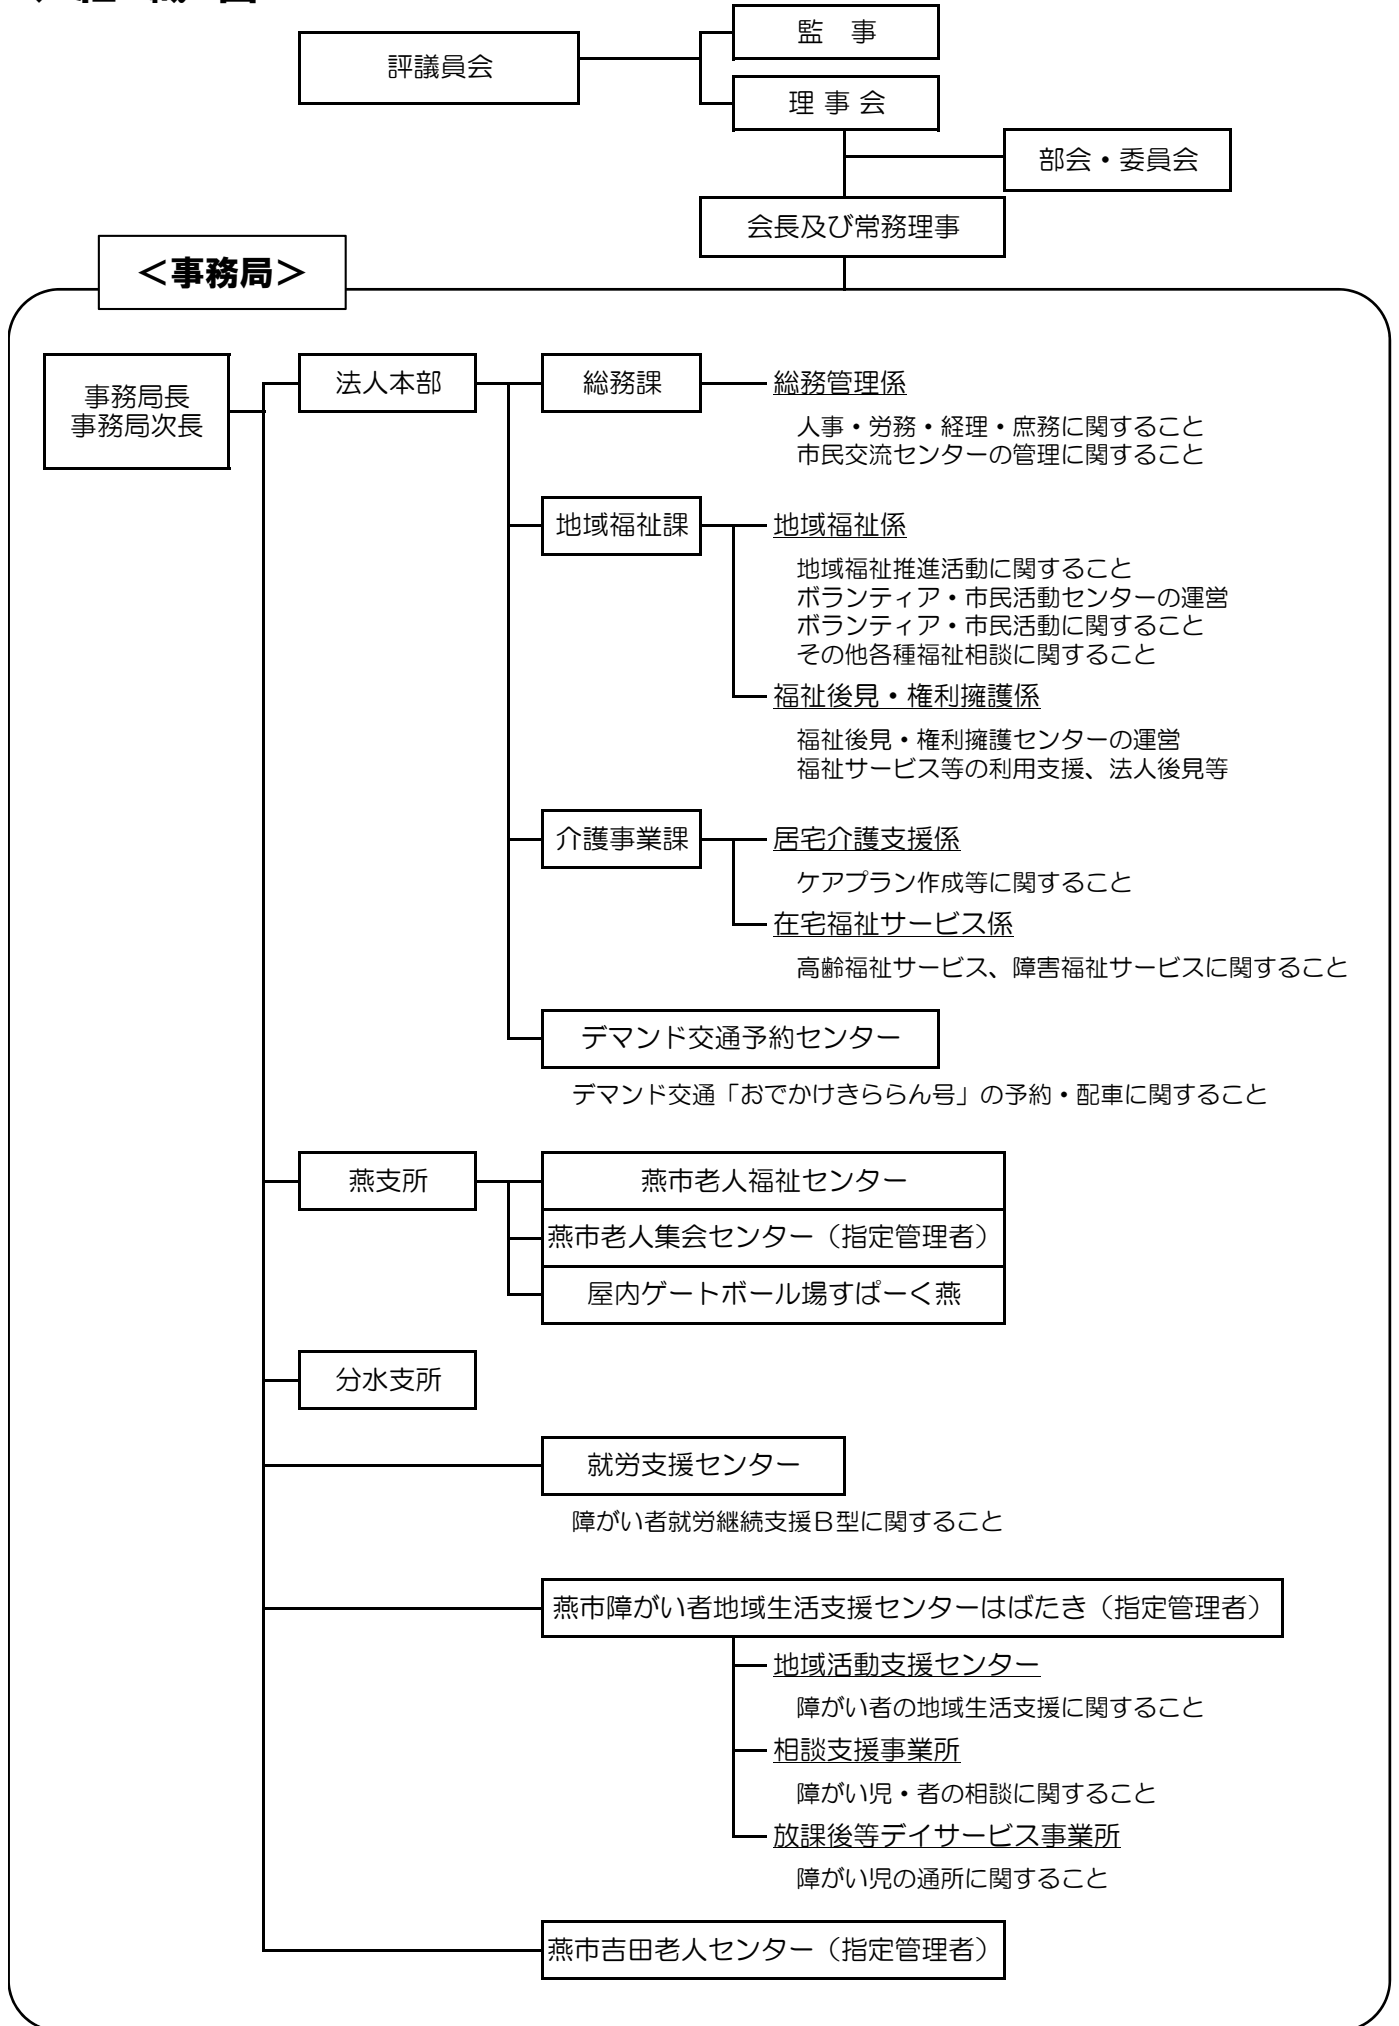 監　事
評議員会
理 事 会
部会・委員会
会長及び常務理事
＜事務局＞
事務局長
事務局次長
法人本部
総務課
総務管理係
人事・労務・経理・庶務に関すること
市民交流センターの管理に関すること
地域福祉課
地域福祉係
地域福祉推進活動に関すること
ボランティア・市民活動センターの運営
ボランティア・市民活動に関すること
その他各種福祉相談に関すること
福祉後見・権利擁護係
福祉後見・権利擁護センターの運営
福祉サービス等の利用支援、法人後見等
介護事業課
居宅介護支援係
ケアプラン作成等に関すること
在宅福祉サービス係
高齢福祉サービス、障害福祉サービスに関すること
デマンド交通予約センター
デマンド交通「おでかけきららん号」の予約・配車に関すること
燕支所
燕市老人福祉センター
燕市老人集会センター（指定管理者）
屋内ゲートボール場すぱーく燕
分水支所
就労支援センター
障がい者就労継続支援Ｂ型に関すること
燕市障がい者地域生活支援センターはばたき（指定管理者）
地域活動支援センター
障がい者の地域生活支援に関すること
相談支援事業所
障がい児・者の相談に関すること
放課後等デイサービス事業所
障がい児の通所に関すること
燕市吉田老人センター（指定管理者）